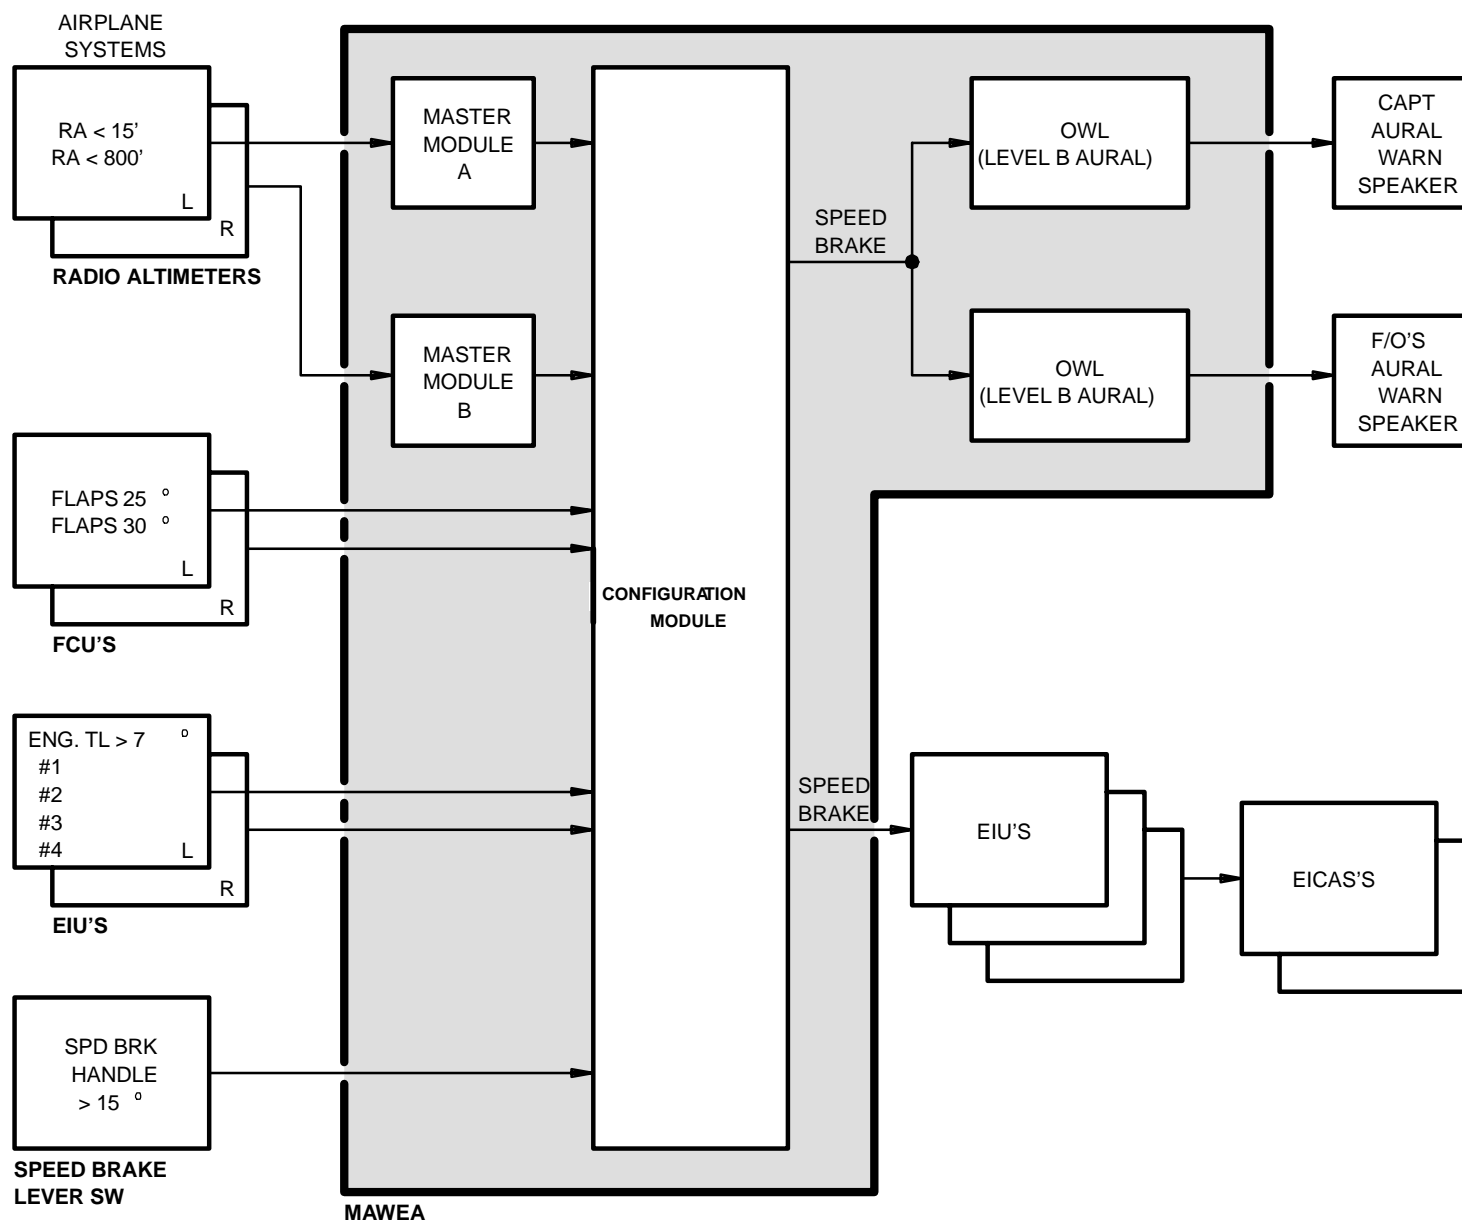 AIRPLANE
SYSTEMS
RA < 15'
RA < 800'
L
R
RADIO ALTIMETERS
MASTER
MODULE
A
MASTER
MODULE
B
FLAPS 25 °
FLAPS 30 °
L
R
FCU'S
ENG. TL > 7 °
#1
#2
#3
#4
L
R
EIU'S
SPD BRK
HANDLE
> 15 °
SPEED BRAKE
LEVER SW
CONFIGURATION
MODULE
MAWEA
SPEED
BRAKE
OWL
(LEVEL B AURAL)
OWL
(LEVEL B AURAL)
CAPT
AURAL
WARN
SPEAKER
F/O'S
AURAL
WARN
SPEAKER
SPEED
BRAKE
EIU'S
EICAS'S